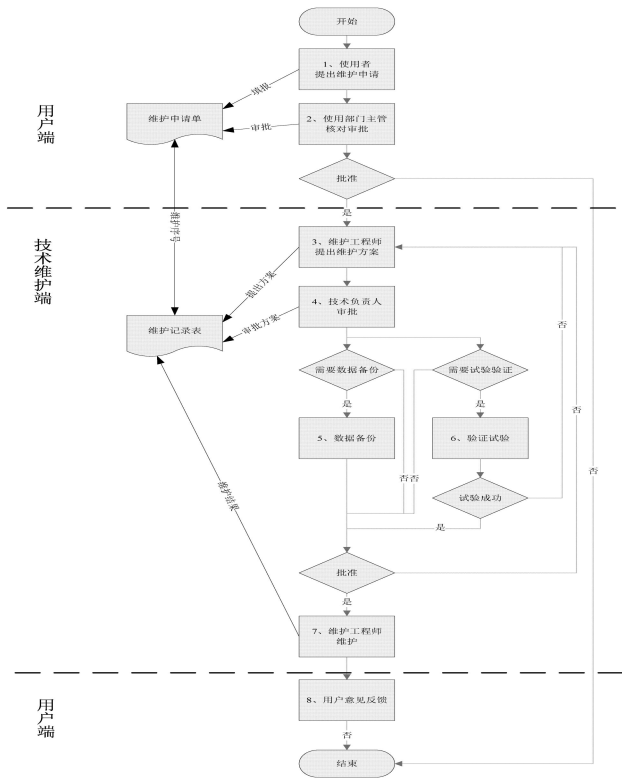 开始
1、使用者
提出维护申请
填报
用户端
维护申请单
2、使用部门主管
核对审批
审批
批准
是
维护序号
技术维护端
3、维护工程师
提出维护方案
提出方案
4、技术负责人
审批
审批方案
维护记录表
否
需要数据备份
需要试验验证
否
是
是
5、数据备份
6、验证试验
否
否
否
维护结果
试验成功
是
批准
是
7、维护工程师
维护
用户端
8、用户意见反馈
否
结束